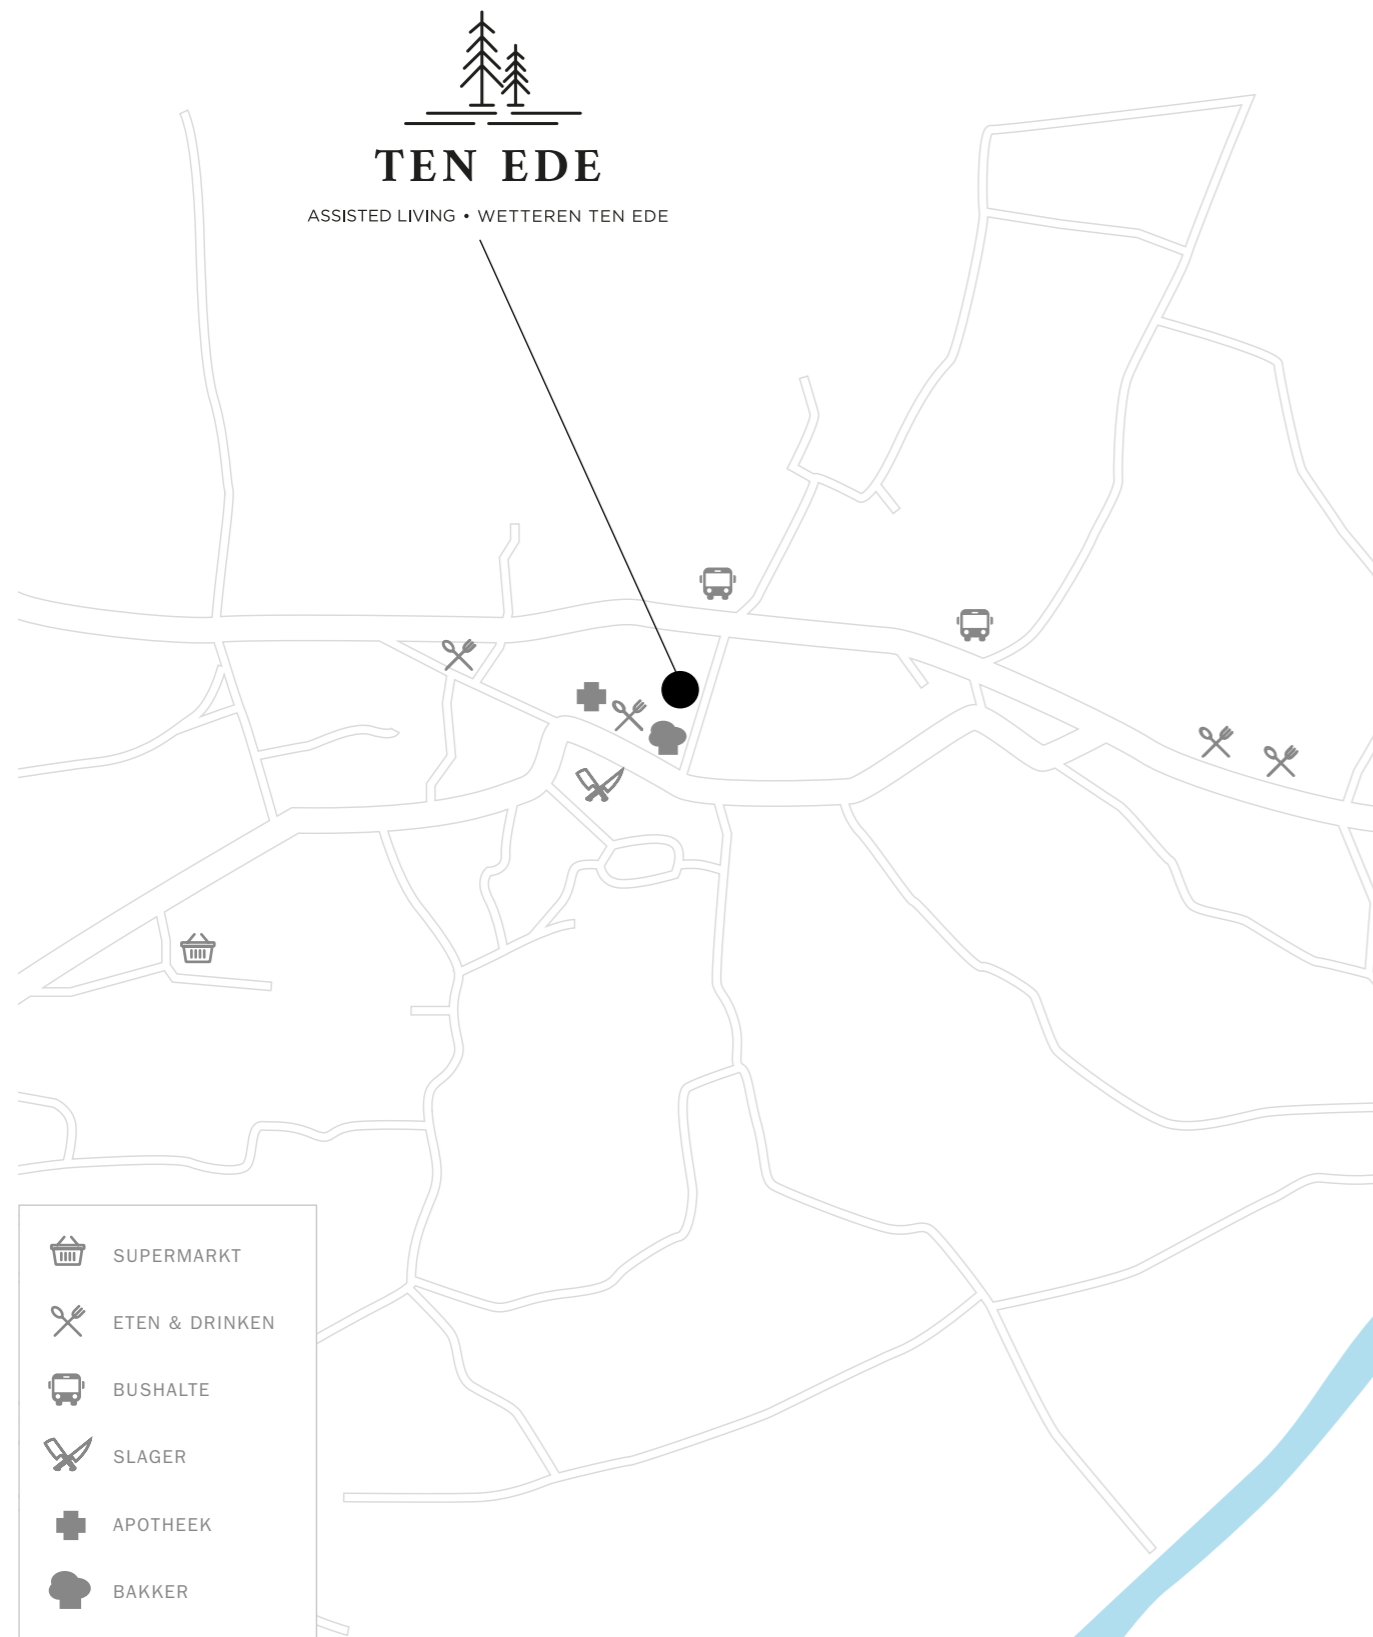 TEN EDE
ASSISTED LIVING • WETTEREN TEN EDE
SUPERMARKT
ETEN & DRINKEN
BUSHALTE
SLAGER
APOTHEEK
BAKKER